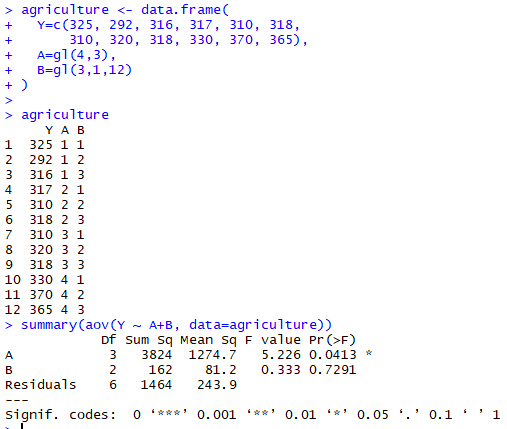 > agriculture <- data.frame(
+   Y=c(325, 292, 316, 317, 310, 318,
+       310, 320, 318, 330, 370, 365),
+   A=gl(4,3),
+   B=gl(3,1,12)
+ )
>
> agriculture
     Y A B
1  325 1 1
2  292 1 2
3  316 1 3
4  317 2 1
5  310 2 2
6  318 2 3
7  310 3 1
8  320 3 2
9  318 3 3
10 330 4 1
11 370 4 2
12 365 4 3
> summary(aov(Y ~ A+B, data=agriculture))
            Df Sum Sq Mean Sq F value Pr(>F)
A            3   3824  1274.7   5.226 0.0413 *
B            2    162    81.2   0.333 0.7291
Residuals    6   1464   243.9
---
Signif. codes:  0 ‘***’ 0.001 ‘**’ 0.01 ‘*’ 0.05 ‘.’ 0.1 ‘ ’ 1
>